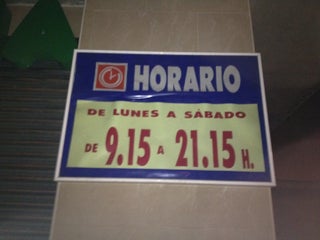 HORARIO
DE LUNES A SÁBADO
DE 9.15 A 21.15 H.